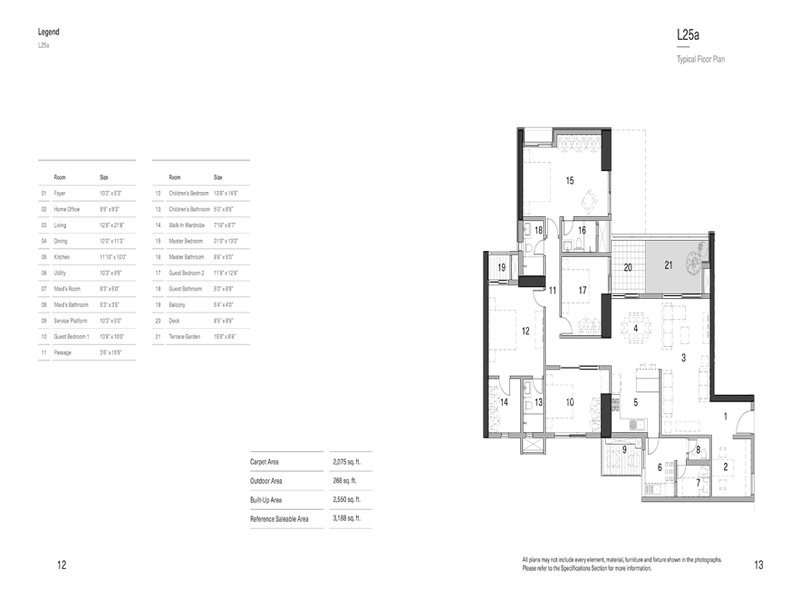 Legend
L25a
L25a
Typical Floor Plan
Room Size
01 Foyer 10'2" x 5'3"
02 Home Office 8'9" x 9'3"
03 Living 12'6" x 21'8"
04 Dining 12'0" x 11'3"
05 Kitchen 11'10" x 10'0"
06 Utility 10'2" x 9'5"
07 Maid's Room 8'3" x 5'0"
08 Maid's Bathroom 5'3" x 3'5"
09 Service Platform 10'3" x 5'0"
10 Guest Bedroom 1 13'6" x 10'0"
11 Passage 3'6" x 15'9"
Room Size
12 Children's Bedroom 13'8" x 14'5"
13 Children's Bathroom 5'0" x 8'6"
14 Walk In Wardrobe 7'10" x 8'7"
15 Master Bedroom 21'0" x 13'0"
16 Master Bathroom 8'6" x 5'0"
17 Guest Bedroom 2 11'6" x 12'6"
18 Guest Bathroom 5'0" x 8'8"
19 Balcony 5'4" x 4'0"
20 Deck 8'5" x 8'6"
21 Terrace Garden 15'8" x 8'9"
15
18
16
19
20
21
11
17
12
4
3
14
13
10
5
1
9
8
6
2
7
Carpet Area 2,075 sq. ft.
Outdoor Area 268 sq. ft.
Built-Up Area 2,550 sq. ft.
Reference Saleable Area 3,188 sq. ft.
All plans may not include every element, material, furniture and fixture shown in the photographs.
Please refer to the Specifications Section for more information.
12
13